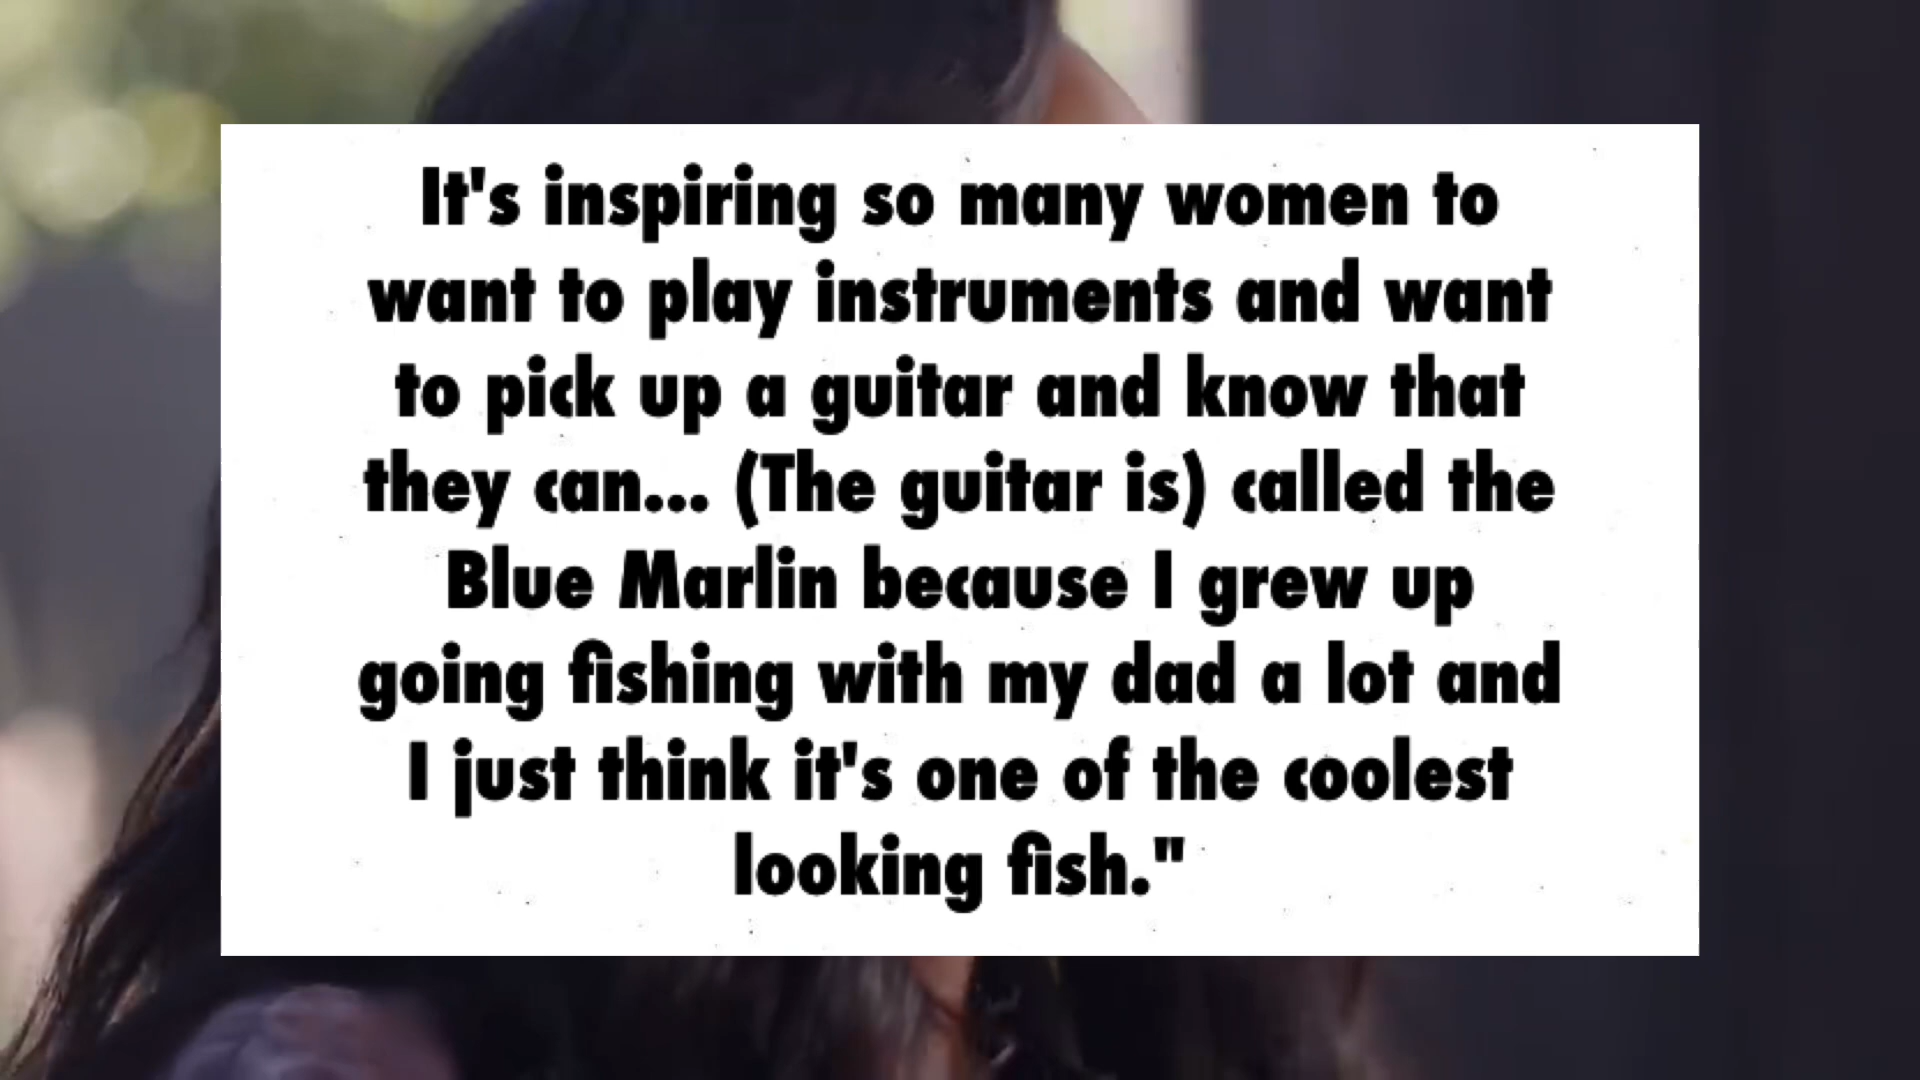 It's inspiring so many women to
want to play instruments and want
to pick up a guitar and know that
they can... (The guitar is) called the
Blue Marlin because I grew up
going fishing with my dad a lot and
I just think it's one of the coolest
looking fish."